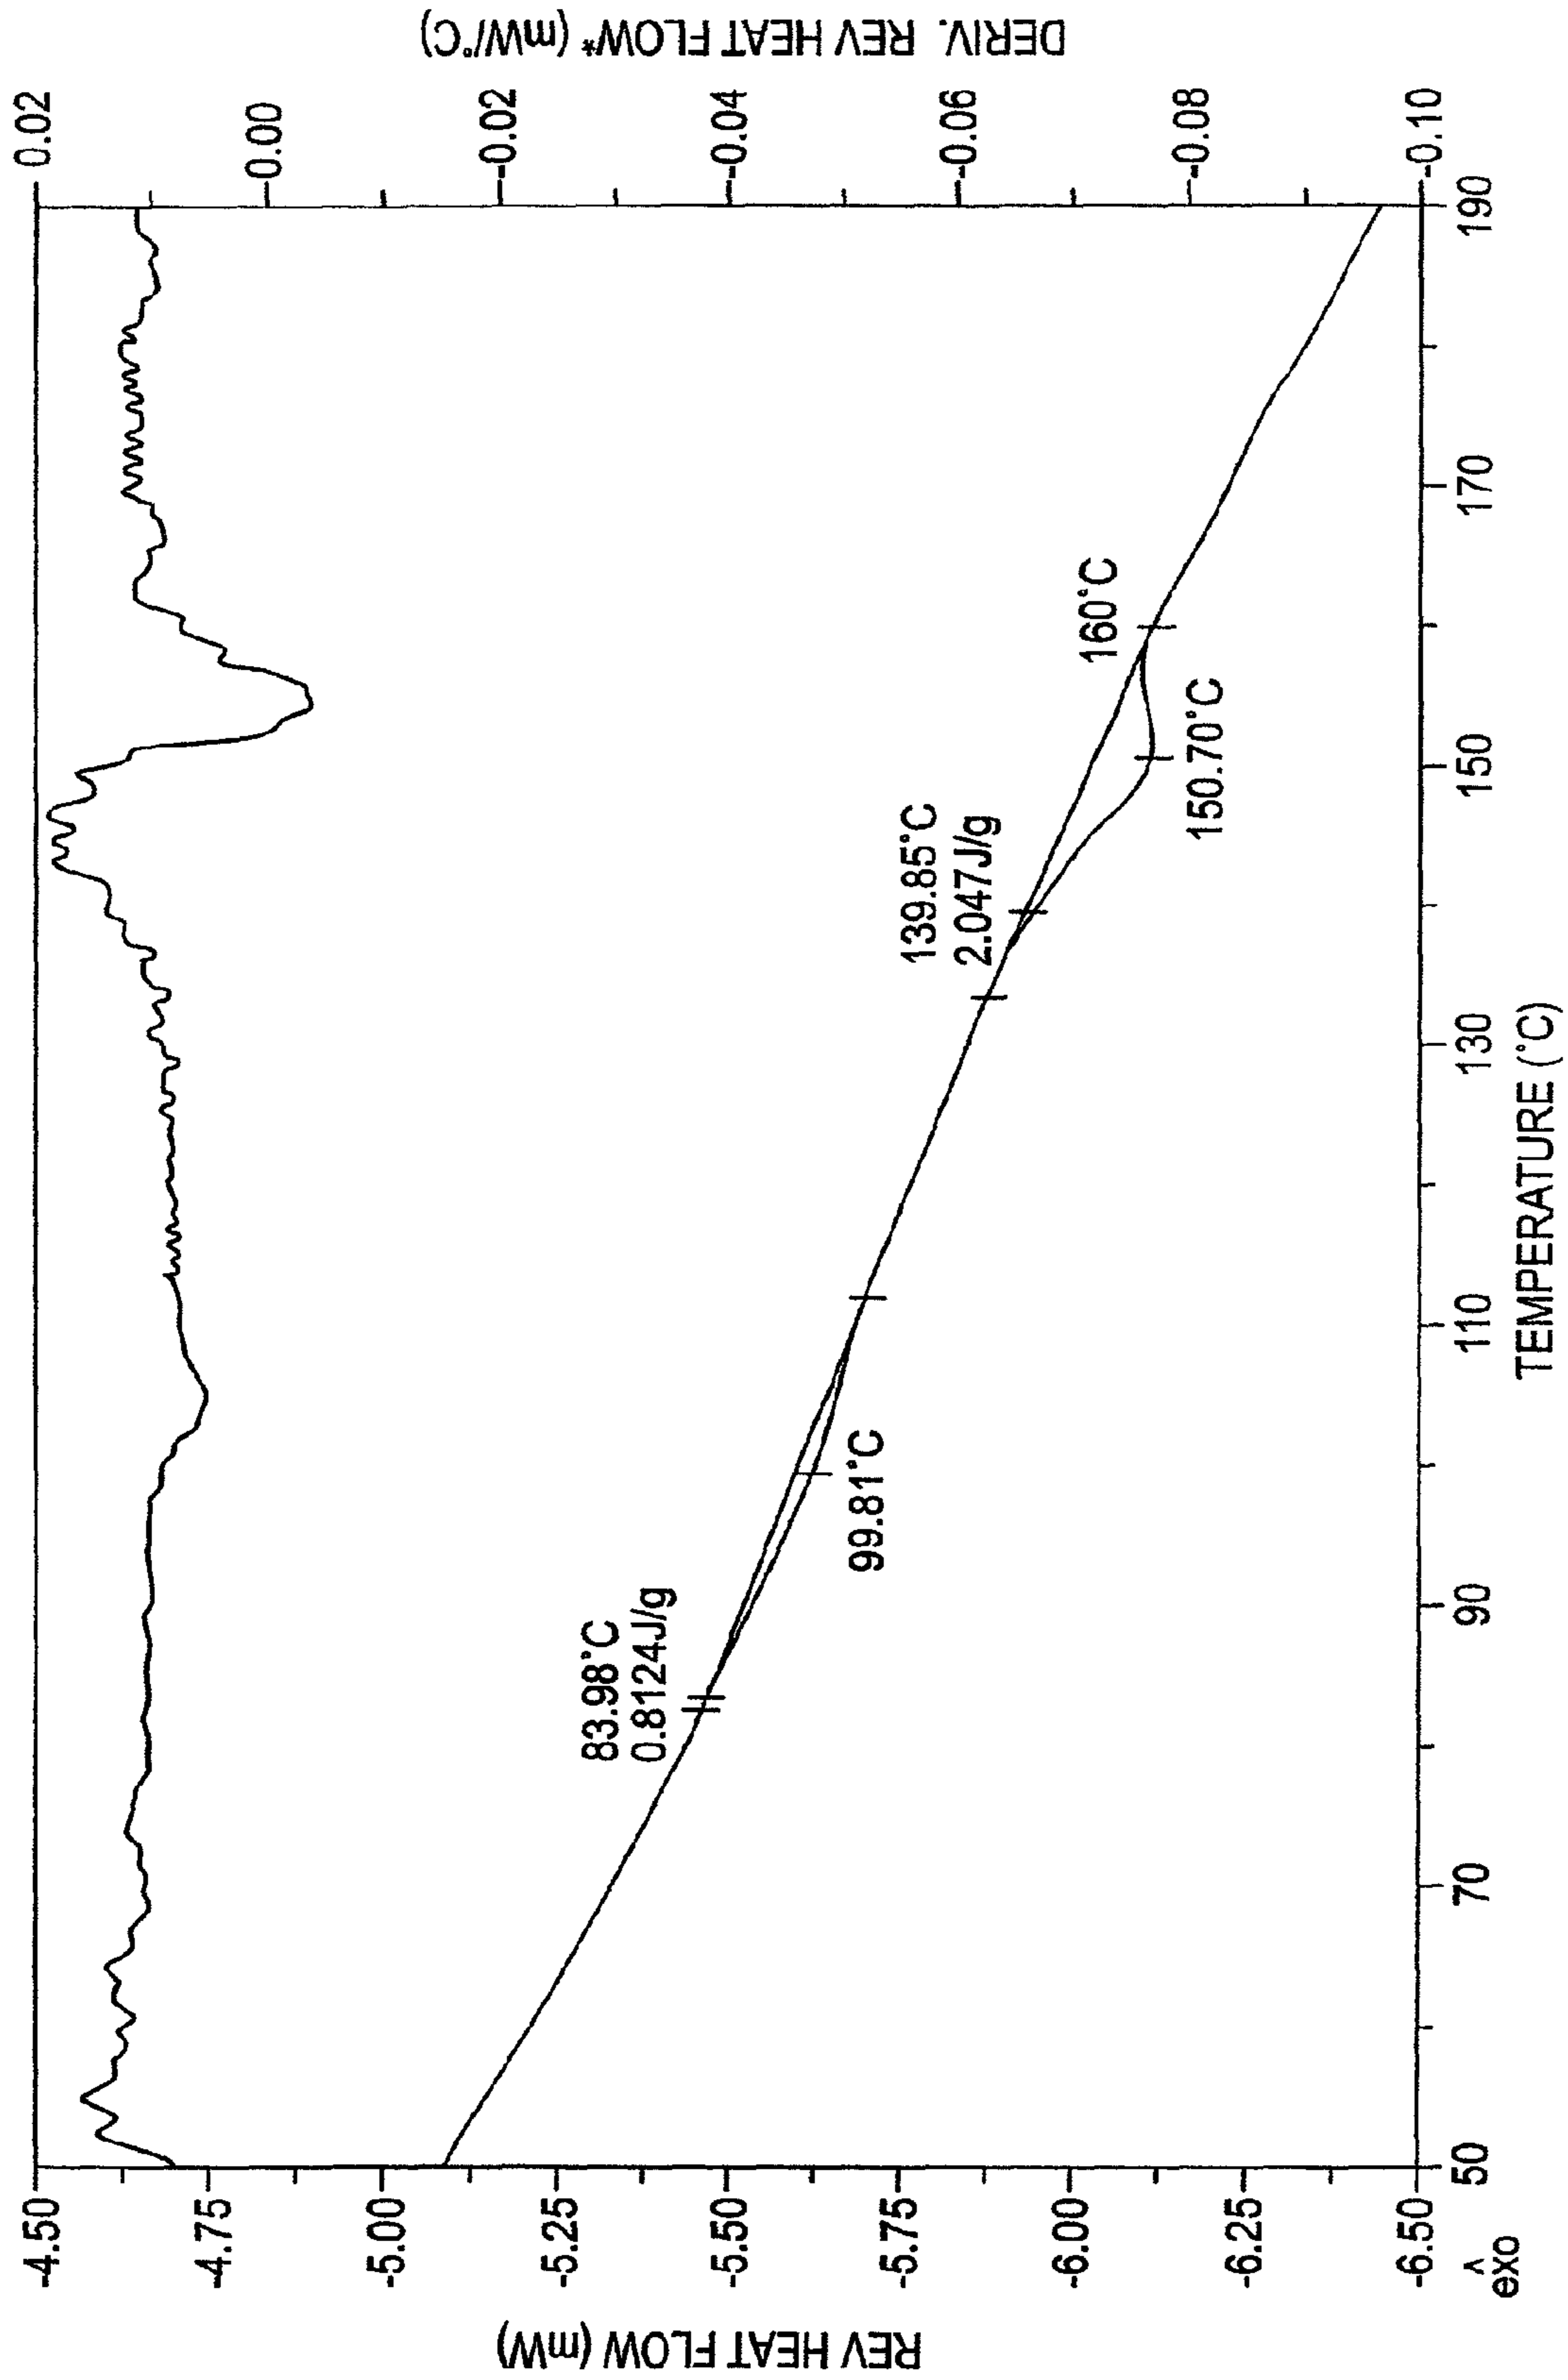 REV HEAT FLOW (mW)
-4.50
-4.75
-5.00
-5.25
-5.50
-5.75
-6.00
-6.25
-6.50
^
exo
83.98°C
0.8124J/g
99.81°C
139.85°C
2.047J/g
150.70°C
160°C
50
70
90
110
130
150
170
190
TEMPERATURE (°C)
0.02
0.00
-0.02
-0.04
-0.06
-0.08
-0.10
DERIV. REV HEAT FLOW* (mW/°C)